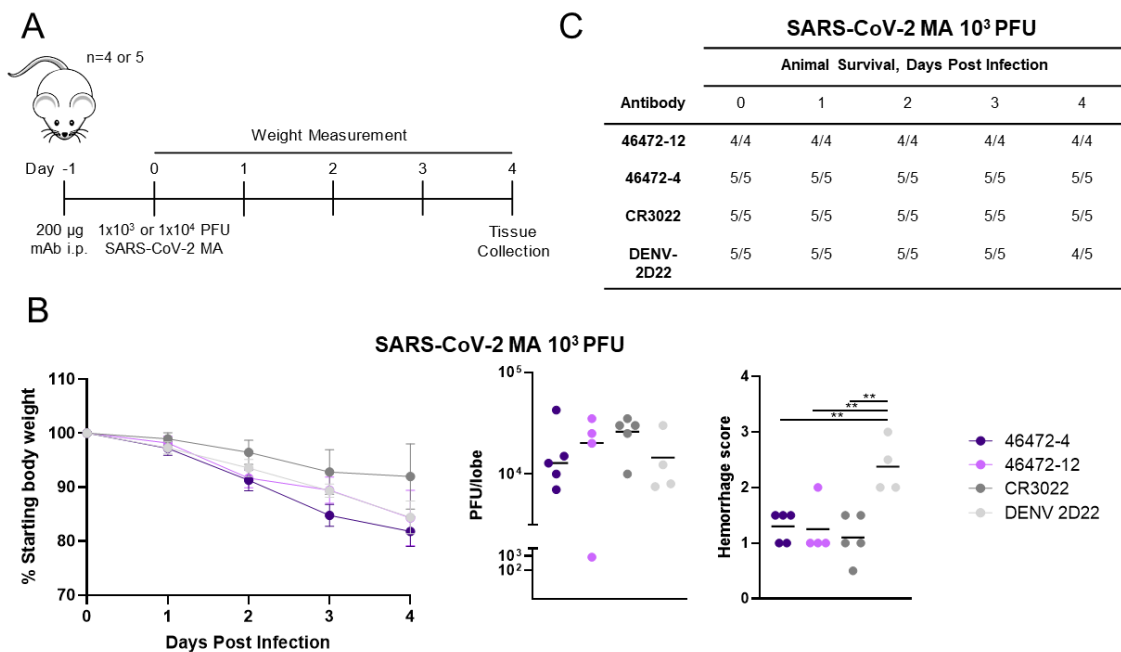 A
n=4 or 5
Weight Measurement
Day -1 0 1 2 3 4
200 µg 1x10³ or 1x10⁴ PFU Tissue
mAb i.p. SARS-CoV-2 MA Collection
C
SARS-CoV-2 MA 10³ PFU
Animal Survival, Days Post Infection
Antibody 0 1 2 3 4
46472-12 4/4 4/4 4/4 4/4 4/4
46472-4 5/5 5/5 5/5 5/5 5/5
CR3022 5/5 5/5 5/5 5/5 5/5
DENV-
2D22 5/5 5/5 5/5 5/5 4/5
B
SARS-CoV-2 MA 10³ PFU
% Starting body weight
110
100
90
80
70
0 1 2 3 4
Days Post Infection
PFU/lobe
10⁵
10⁴
10³
10²
Hemorrhage score
4
3
2
1
0
**
**
**
46472-4
46472-12
CR3022
DENV 2D22